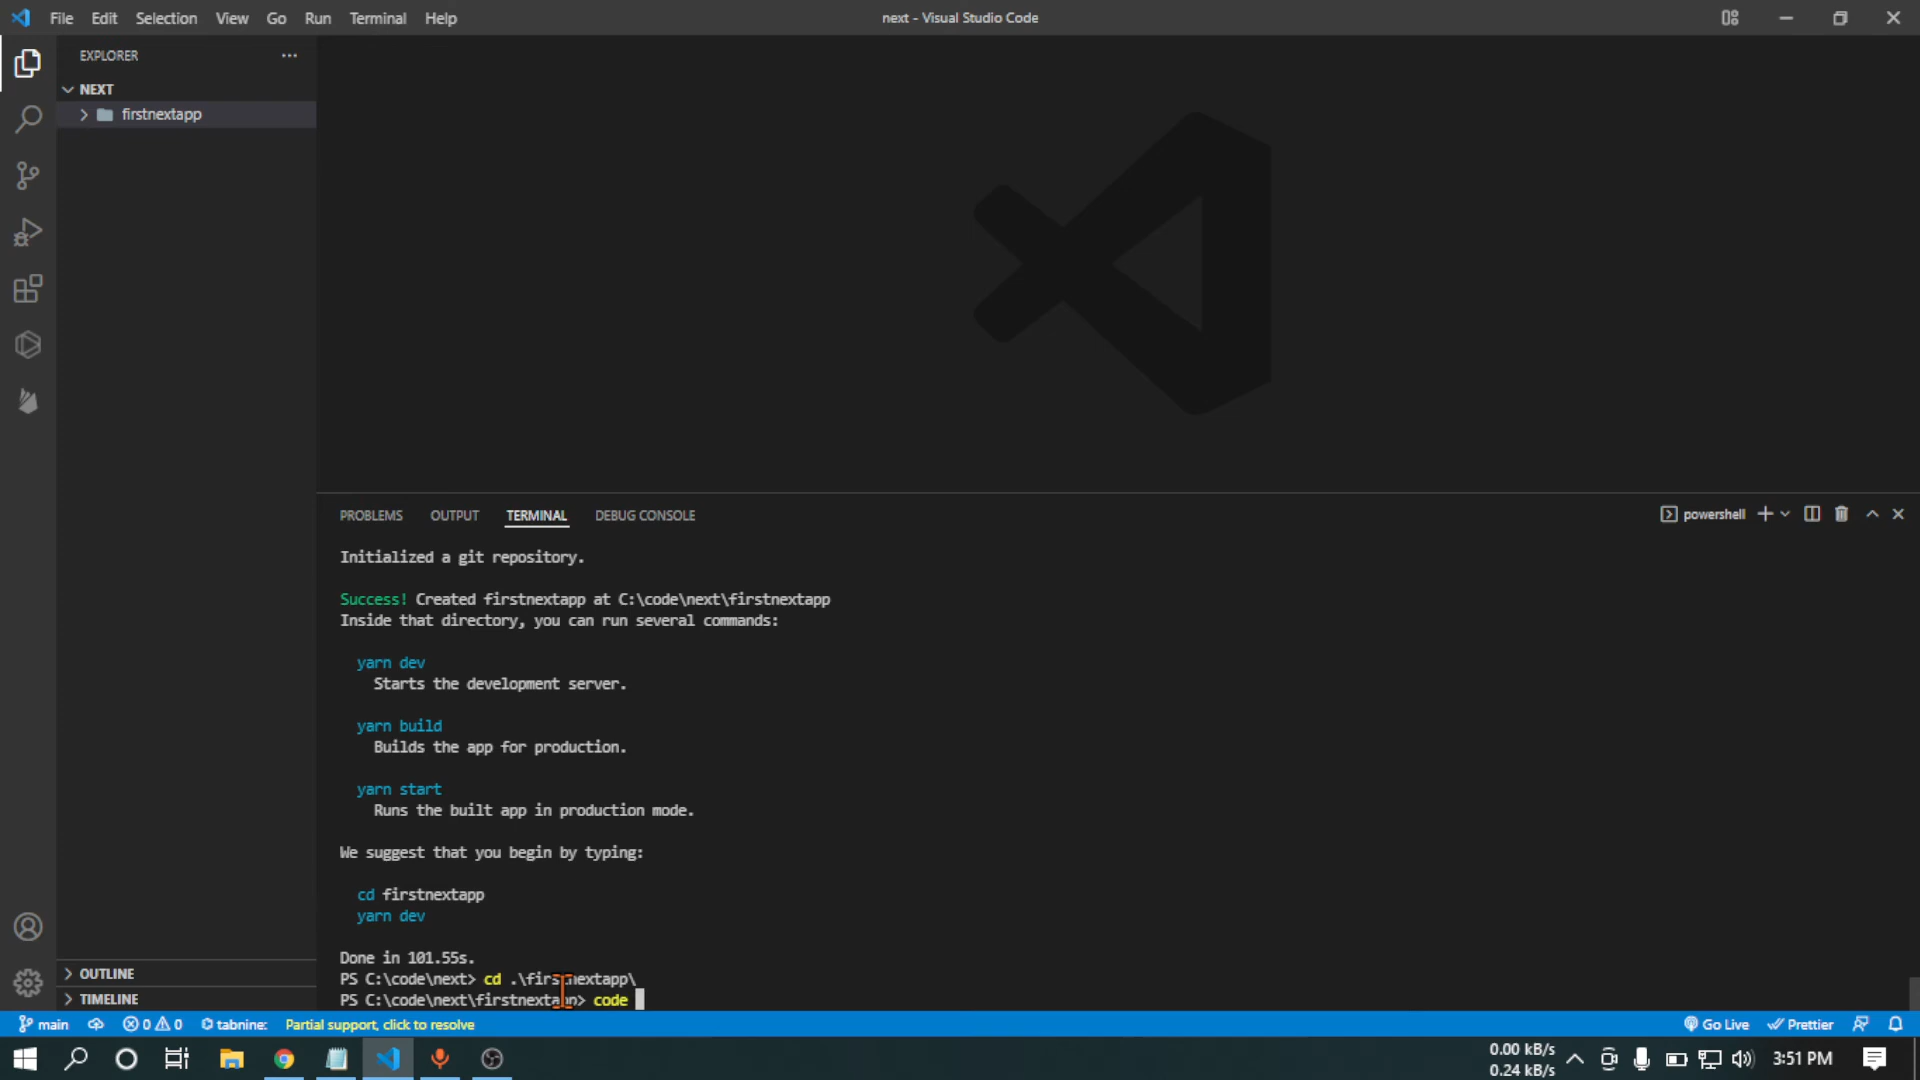 File Edit Selection View Go Run Terminal Help
next - Visual Studio Code
EXPLORER
NEXT
firstnextapp
PROBLEMS OUTPUT TERMINAL DEBUG CONSOLE
powershell
Initialized a git repository.
Success! Created firstnextapp at C:\code\next\firstnextapp
Inside that directory, you can run several commands:
yarn dev
Starts the development server.
yarn build
Builds the app for production.
yarn start
Runs the built app in production mode.
We suggest that you begin by typing:
cd firstnextapp
yarn dev
Done in 101.55s.
PS C:\code\next> cd .\firstnextapp\
PS C:\code\next\firstnextapp> code
OUTLINE
TIMELINE
main 0 0 tabnine: Partial support, click to resolve
Go Live Prettier
0.00 kB/s
0.24 kB/s
3:51 PM